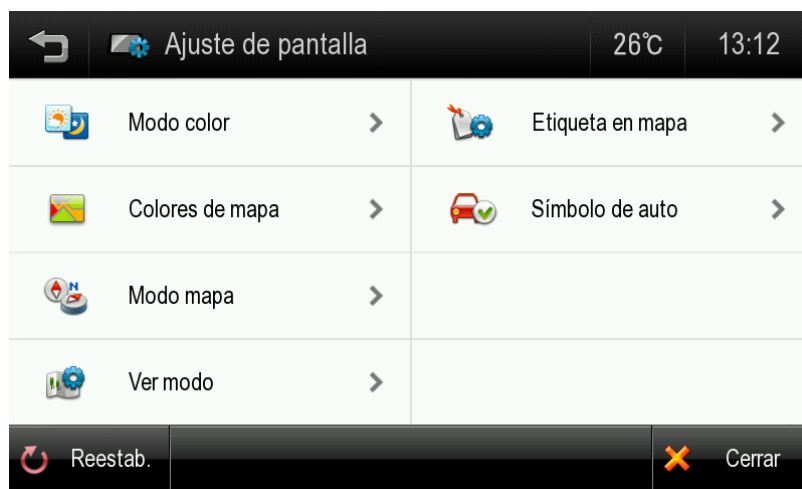 Ajuste de pantalla 26°C 13:12
Modo color Etiqueta en mapa
Colores de mapa Símbolo de auto
Modo mapa
N
Ver modo
Reestab. Cerrar